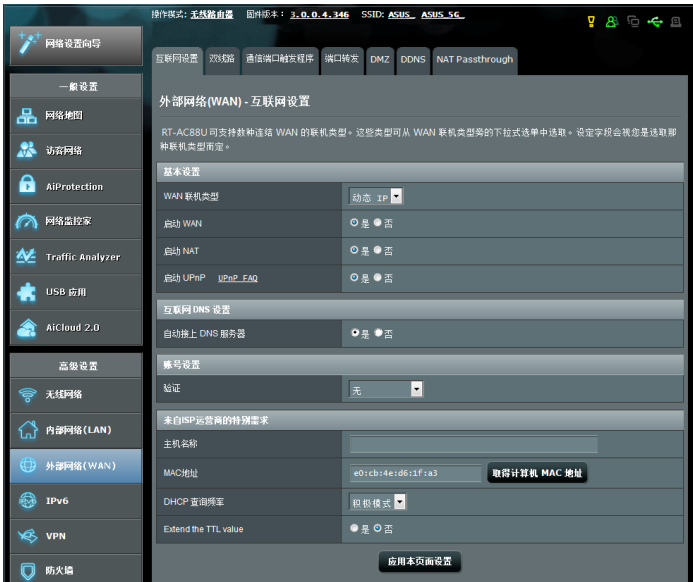 操作模式: 无线路由器 固件版本: 3.0.0.4.346 SSID: ASUS_ ASUS_5G_
网络设置向导
一般设置
网络地图
访客网络
AiProtection
网络监控家
Traffic Analyzer
USB 应用
AiCloud 2.0
高级设置
无线网络
内部网络(LAN)
外部网络(WAN)
IPv6
VPN
防火墙
互联网设置 双线路 通信端口触发程序 端口转发 DMZ DDNS NAT Passthrough
外部网络(WAN) - 互联网设置
RT-AC88U 可支持数种连结 WAN 的联机类型。这些类型可从 WAN 联机类型旁的下拉式选单中选取。设定字段会视您是选取那
种联机类型而定。
基本设置
WAN 联机类型 动态 IP
启动 WAN 是 否
启动 NAT 是 否
启动 UPnP UPnP FAQ 是 否
互联网 DNS 设置
自动接上 DNS 服务器 是 否
账号设置
验证 无
来自ISP运营商的特别需求
主机名称
MAC地址 e0:cb:4e:d6:1f:a3 取得计算机 MAC 地址
DHCP 查询频率 积极模式
Extend the TTL value 是 否
应用本页面设置